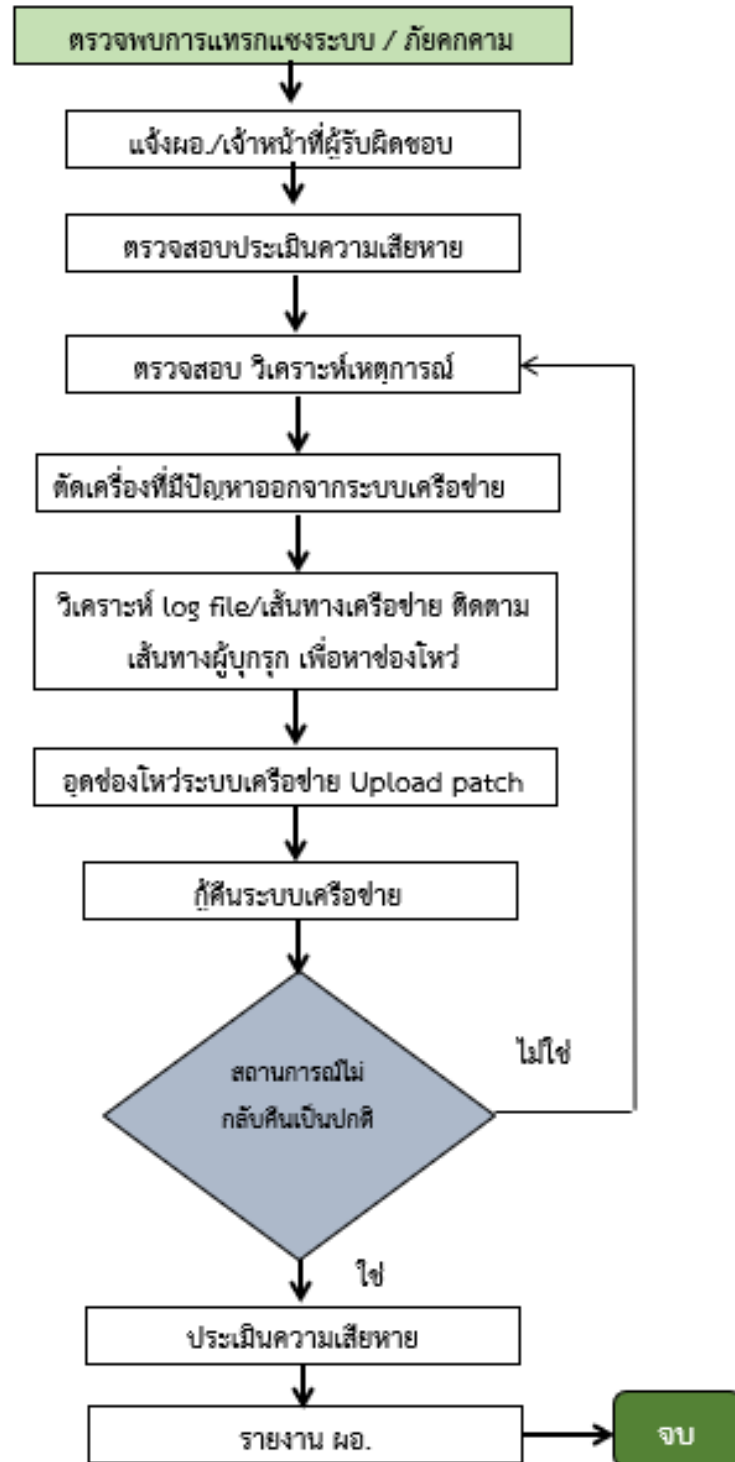 ตรวจพบการแทรกแซงระบบ / ภัยคกคาม
แจ้งผอ./เจ้าหน้าที่ผู้รับผิดชอบ
ตรวจสอบประเมินความเสียหาย
ตรวจสอบ วิเคราะห์เหตุการณ์
ตัดเครื่องที่มีปัญหาออกจากระบบเครือข่าย
วิเคราะห์ log file/เส้นทางเครือข่าย ติดตาม
เส้นทางผู้บุกรุก เพื่อหาช่องโหว่
อุดช่องโหว่ระบบเครือข่าย Upload patch
กู้คืนระบบเครือข่าย
สถานการณ์ไม่
กลับคืนเป็นปกติ
ไม่ใช่
ใช่
ประเมินความเสียหาย
รายงาน ผอ.
จบ